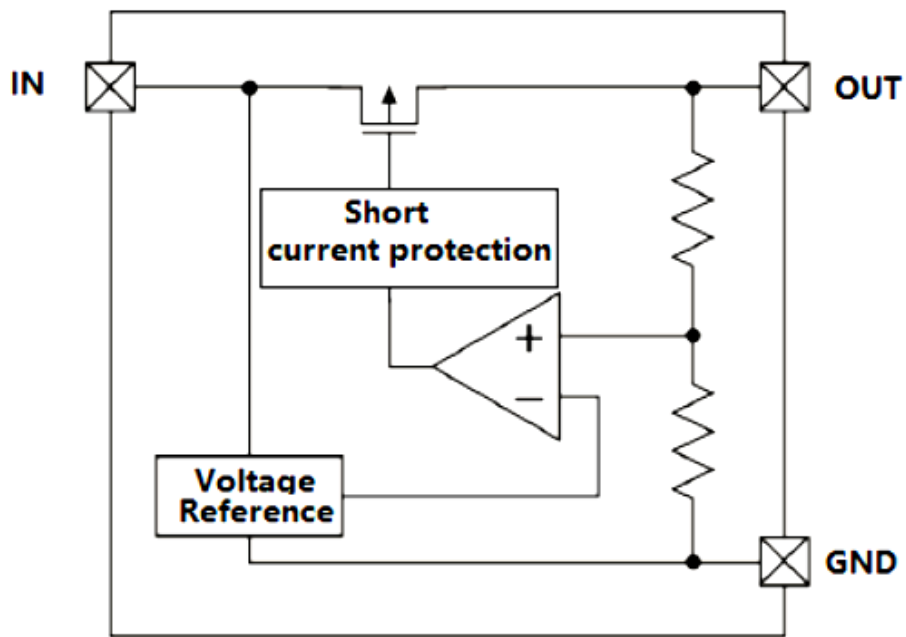 IN
OUT
Short
current protection
+
−
Voltage
Reference
GND